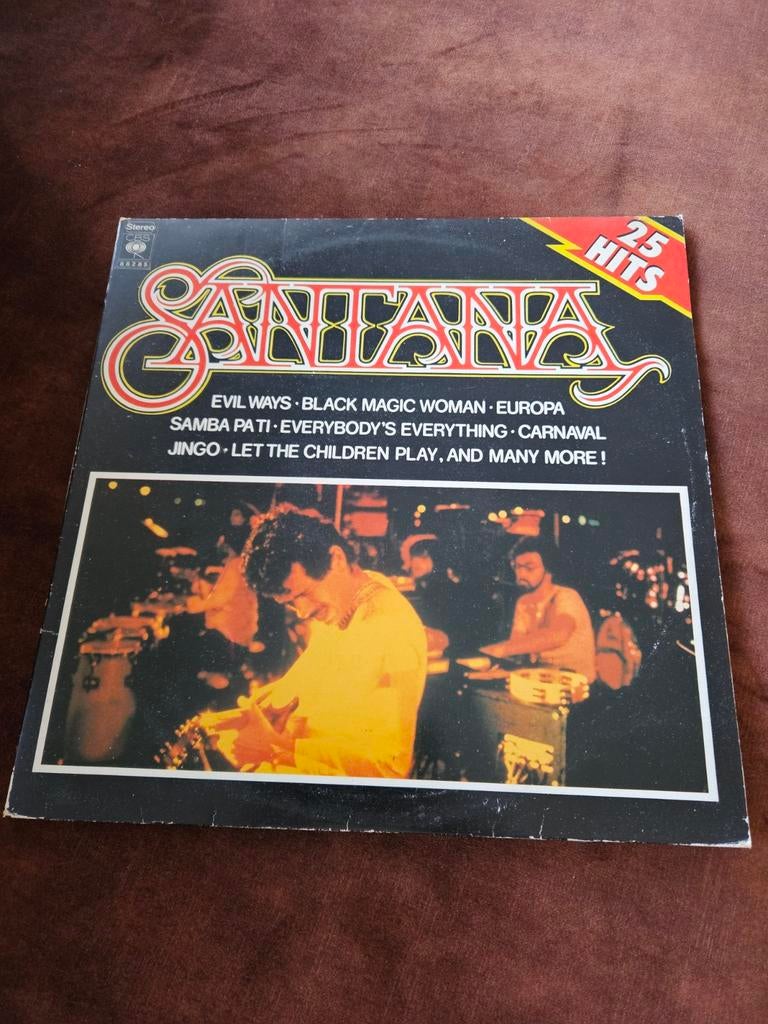 Stereo
CBS
88285
25
HITS
SANTANA
EVIL WAYS · BLACK MAGIC WOMAN · EUROPA
SAMBA PA TI · EVERYBODY'S EVERYTHING · CARNAVAL
JINGO · LET THE CHILDREN PLAY, AND MANY MORE!